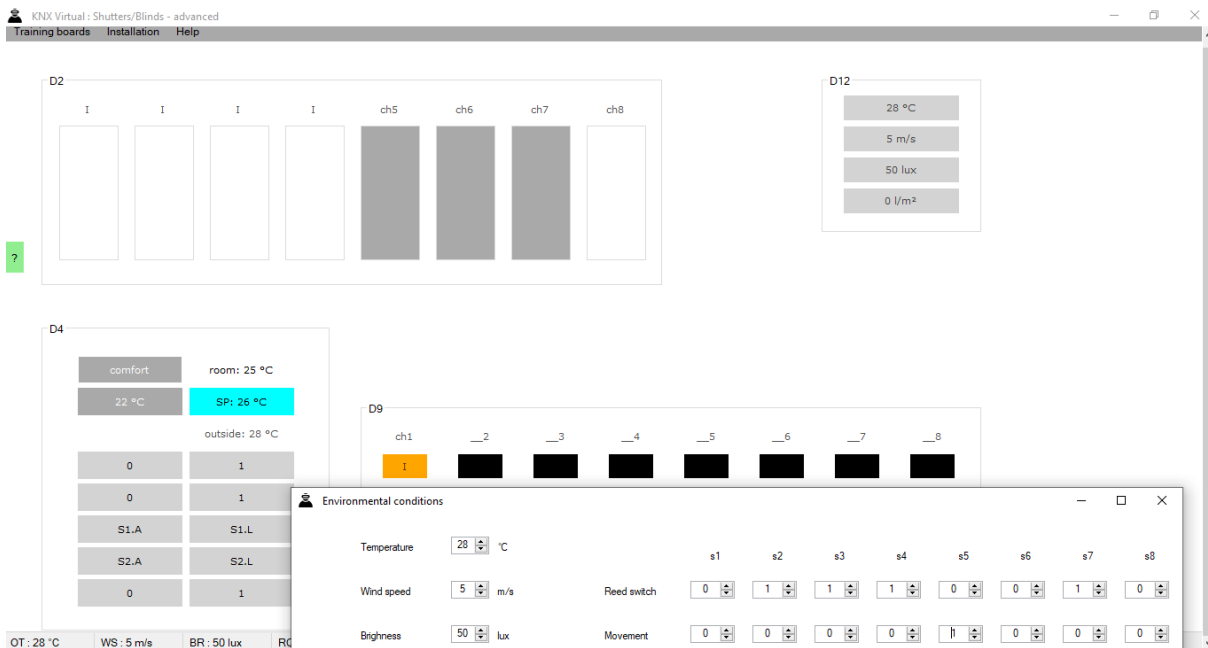 KNX Virtual : Shutters/Blinds - advanced
Training boards Installation Help
D2
I I I I ch5 ch6 ch7 ch8
D12
28 °C
5 m/s
50 lux
0 l/m²
?
D4
comfort room: 25 °C
22 °C SP: 26 °C
outside: 28 °C
0 1
0 1
S1.A S1.L
S2.A S2.L
0 1
D9
ch1 __2 __3 __4 __5 __6 __7 __8
I
Environmental conditions
Temperature 28 °C
s1 s2 s3 s4 s5 s6 s7 s8
Wind speed 5 m/s Reed switch 0 1 1 1 0 0 1 0
Brighness 50 lux Movement 0 0 0 0 1 0 0 0
OT : 28 °C WS : 5 m/s BR : 50 lux